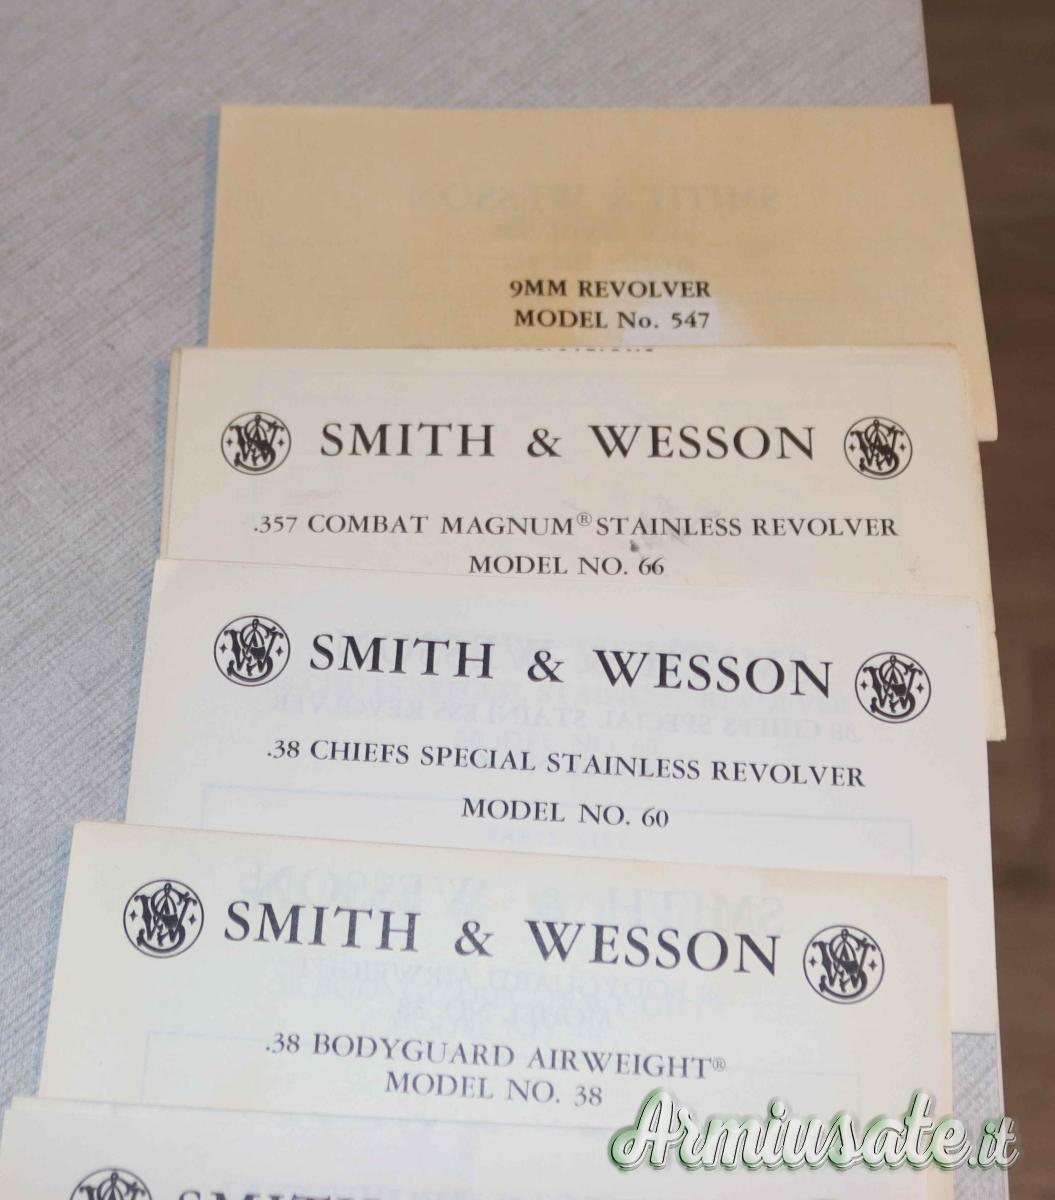 9MM REVOLVER
MODEL No. 547
SMITH & WESSON
.357 COMBAT MAGNUM® STAINLESS REVOLVER
MODEL NO. 66
SMITH & WESSON
.38 CHIEFS SPECIAL STAINLESS REVOLVER
MODEL NO. 60
SMITH & WESSON
.38 BODYGUARD AIRWEIGHT®
MODEL NO. 38
Armiusate.it
SMITH